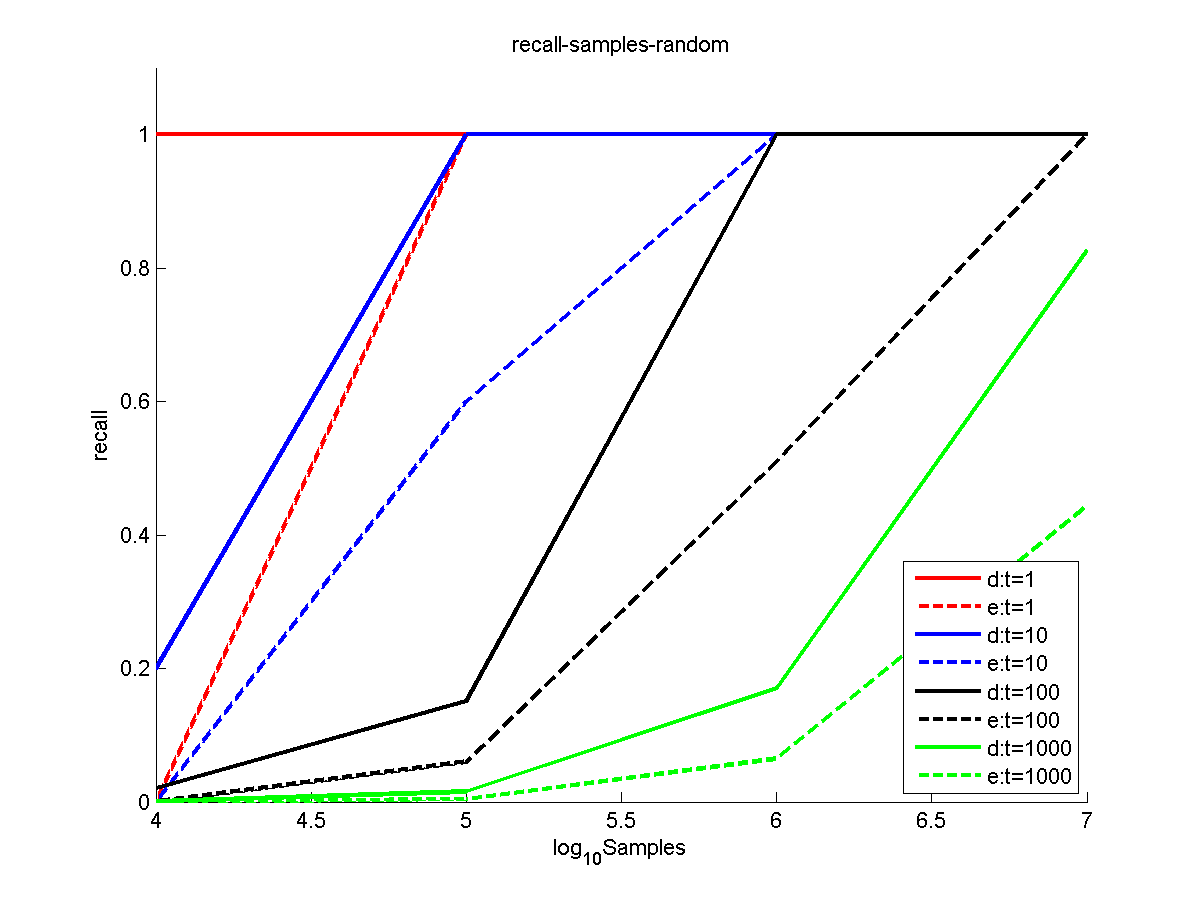 recall-samples-random
1
0.8
0.6
0.4
0.2
0
recall
4 4.5 5 5.5 6 6.5 7
log10Samples
d:t=1
e:t=1
d:t=10
e:t=10
d:t=100
e:t=100
d:t=1000
e:t=1000